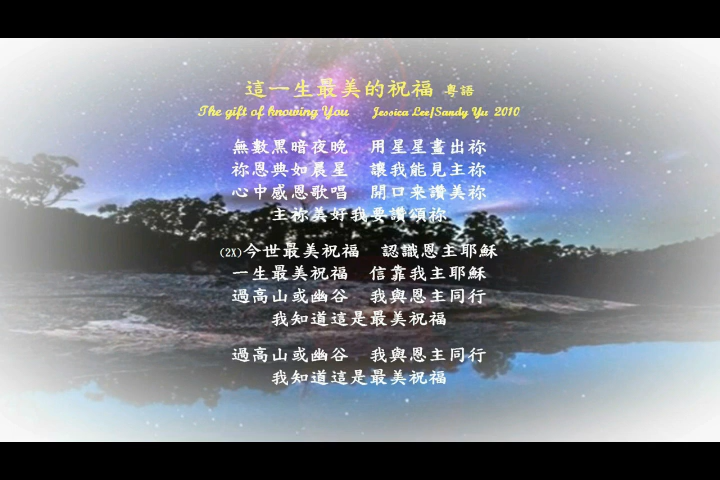 這一生最美的祝福 粵語
The gift of knowing You Jessica Lee/Sandy Yu 2010
無數黑暗夜晚 用星星畫出祢
祢恩典如晨星 讓我能見主祢
心中感恩歌唱 開口来讚美祢
主祢美好我要讚頌祢
(2X)今世最美祝福 認識恩主耶穌
一生最美祝福 信靠我主耶穌
過高山或幽谷 我與恩主同行
我知道這是最美祝福
過高山或幽谷 我與恩主同行
我知道這是最美祝福